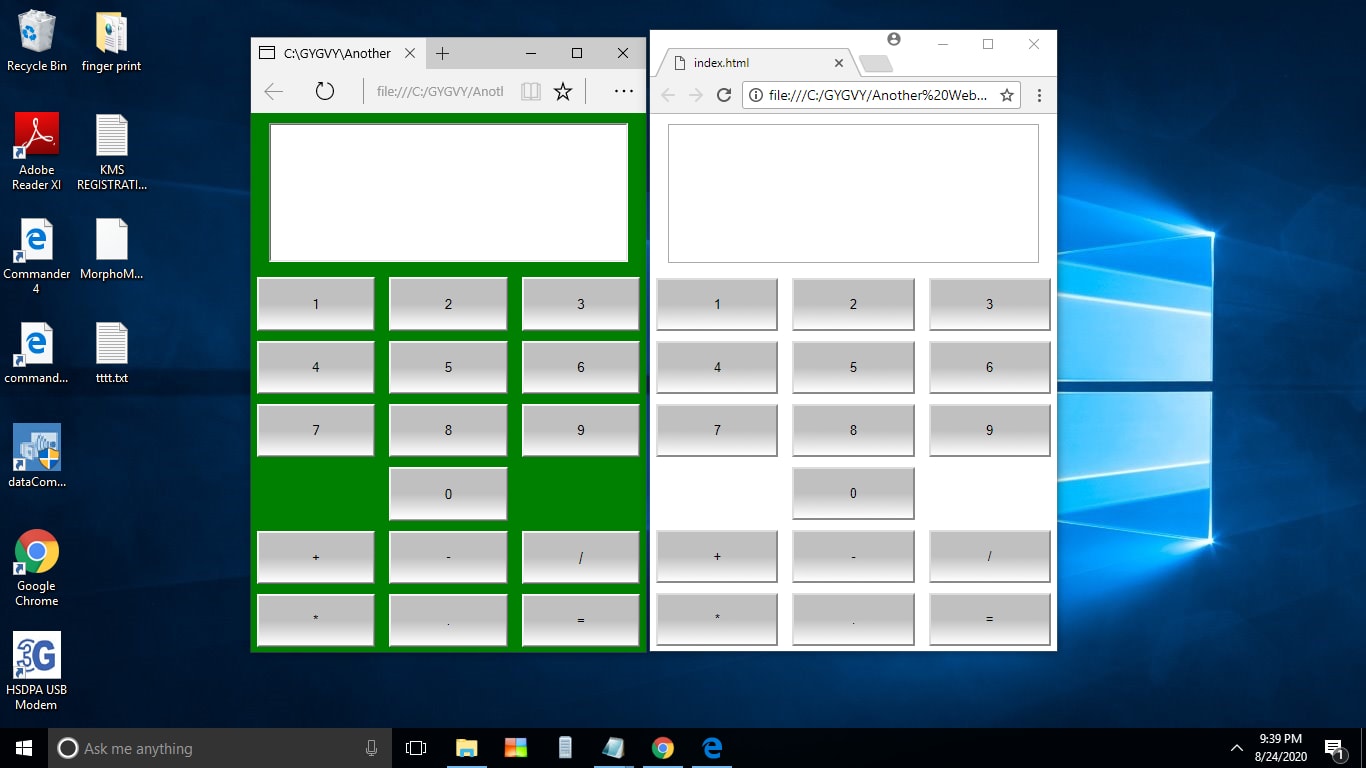 Recycle Bin
finger print
Adobe
Reader XI
KMS
REGISTRATI...
Commander
4
MorphoM...
command...
tttt.txt
dataCom...
Google
Chrome
3G
HSDPA USB
Modem
C:\GYGVY\Another
file:///C:/GYGVY/Anotl
1 2 3
4 5 6
7 8 9
0
+ - /
* . =
index.html
file:///C:/GYGVY/Another%20Web...
1 2 3
4 5 6
7 8 9
0
+ - /
* . =
Ask me anything
9:39 PM
8/24/2020
1